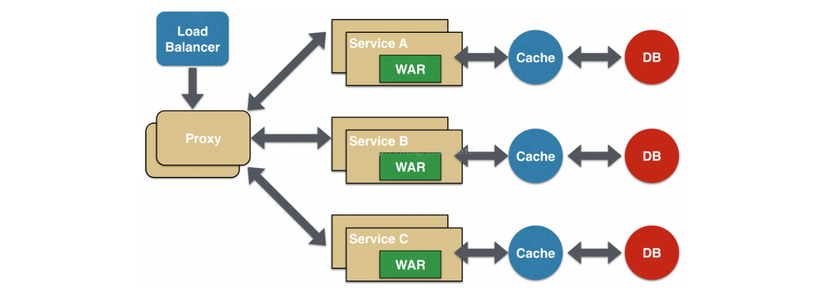 Load
Balancer
Proxy
Service A
WAR
Cache
DB
Service B
WAR
Cache
DB
Service C
WAR
Cache
DB